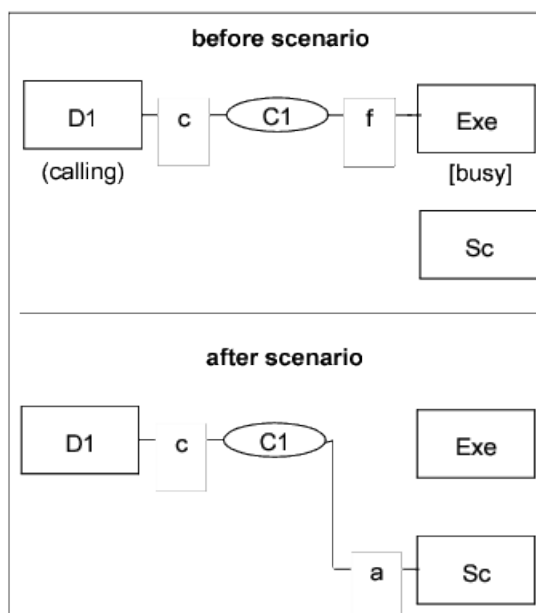 before scenario
D1 c C1 f Exe
(calling) [busy]
Sc
after scenario
D1 c C1 Exe
a Sc